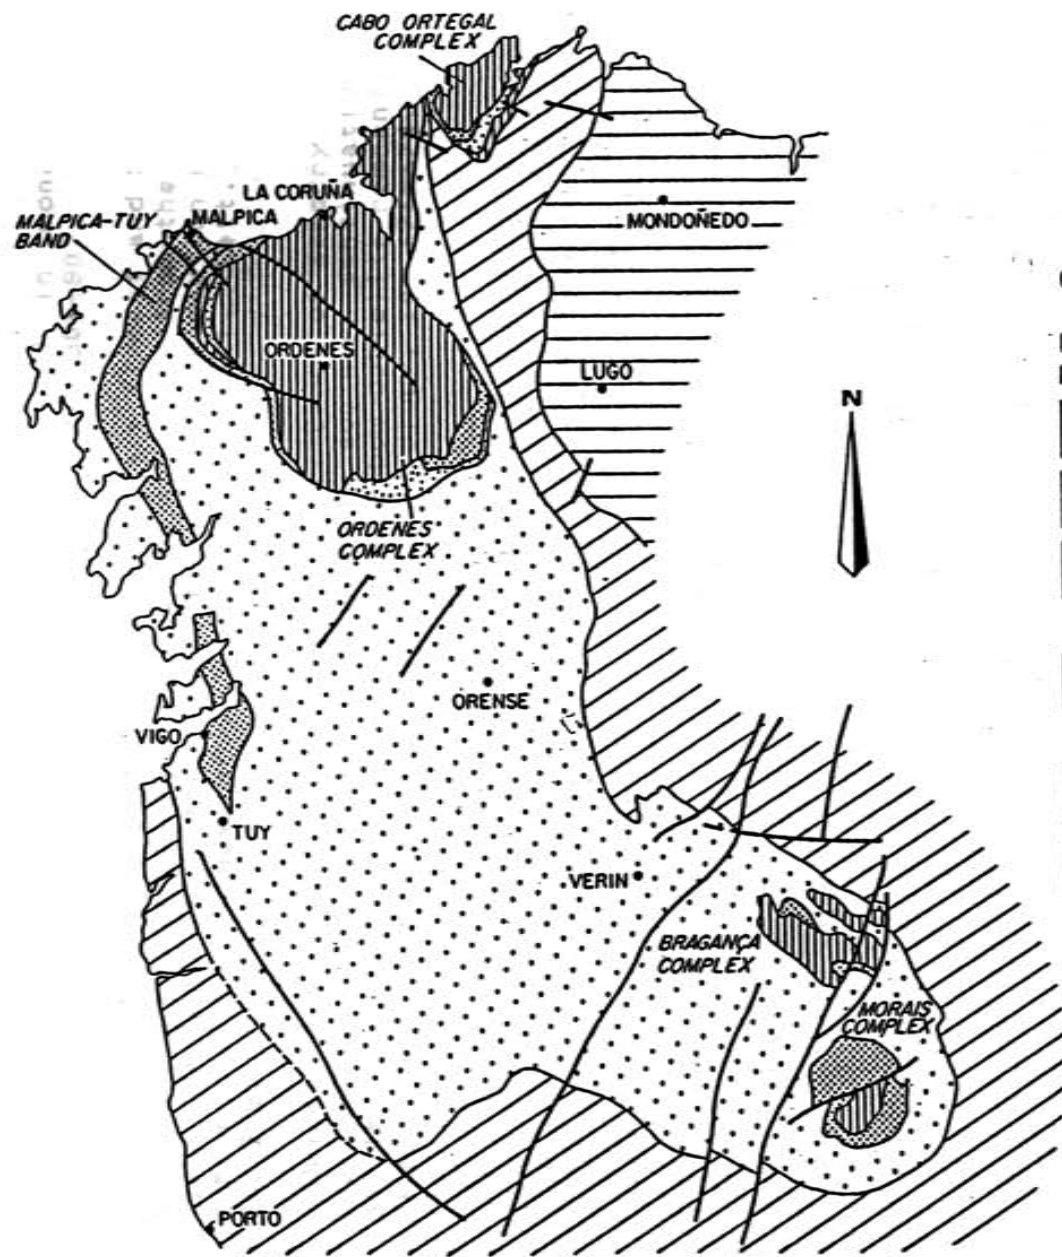 CABO ORTEGAL
COMPLEX
LA CORUÑA
MALPICA-TUY
BAND
MALPICA
MONDOÑEDO
ORDENES
LUGO
N
ORDENES
COMPLEX
ORENSE
VIGO
TUY
VERIN
BRAGANÇA
COMPLEX
MORAIS
COMPLEX
PORTO